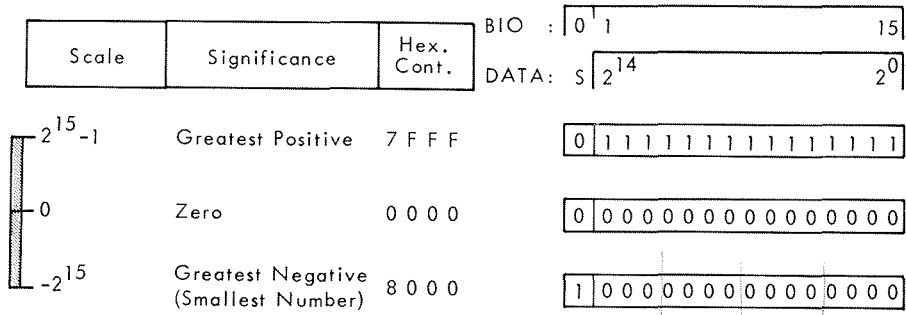 BIO : 0 1 15
Scale Significance Hex. Cont.
DATA: S 2^14 2^0
2^15-1 Greatest Positive 7 F F F 0 1 1 1 1 1 1 1 1 1 1 1 1 1 1 1
0 Zero 0 0 0 0 0 0 0 0 0 0 0 0 0 0 0 0 0 0 0 0
-2^15 Greatest Negative
(Smallest Number) 8 0 0 0 1 0 0 0 0 0 0 0 0 0 0 0 0 0 0 0